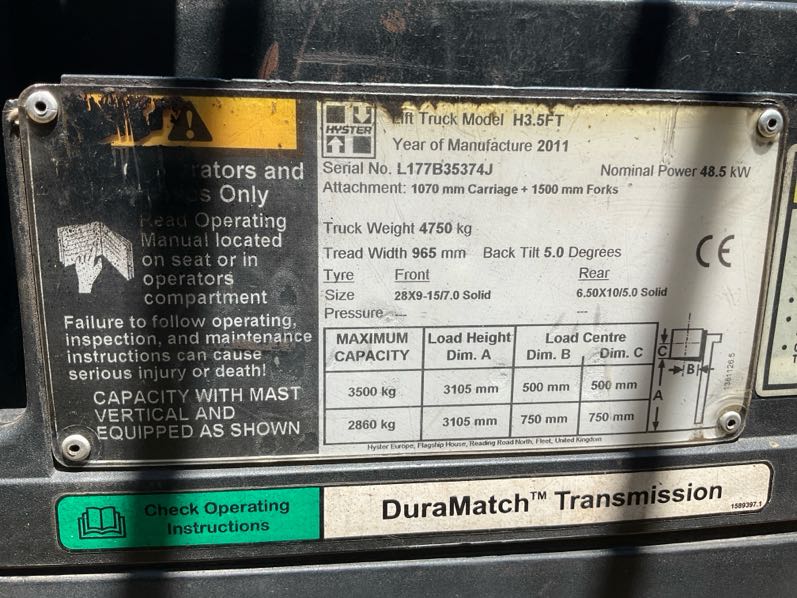 rators and
s Only
Read Operating
Manual located
on seat or in
operators
compartment
Failure to follow operating,
inspection, and maintenance
instructions can cause
serious injury or death!
CAPACITY WITH MAST
VERTICAL AND
EQUIPPED AS SHOWN
HYSTER
Lift Truck Model H3.5FT
Year of Manufacture 2011
Serial No. L177B35374J Nominal Power 48.5 kW
Attachment: 1070 mm Carriage + 1500 mm Forks
Truck Weight 4750 kg
Tread Width 965 mm Back Tilt 5.0 Degrees
CE
Tyre Front Rear
Size 28X9-15/7.0 Solid 6.50X10/5.0 Solid
Pressure --- ---
MAXIMUM CAPACITY Load Height Dim. A Load Centre Dim. B Dim. C
3500 kg 3105 mm 500 mm 500 mm
2860 kg 3105 mm 750 mm 750 mm
C
B
A
Hyster Europe, Flagship House, Reading Road North, Fleet, United Kingdom
Check Operating
Instructions
DuraMatch™ Transmission
1589397.1